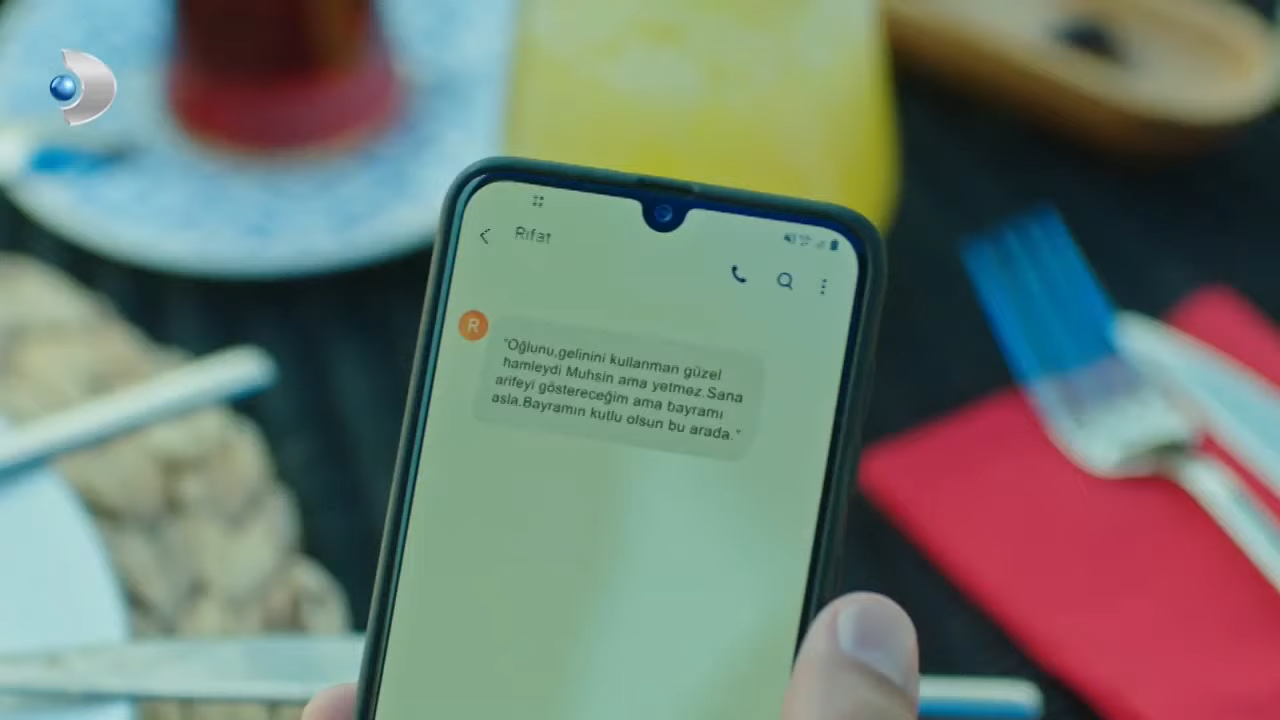 Rifat
R
"Oğlunu,gelinini kullanman güzel
hamleydi Muhsin ama yetmez.Sana
arifeyi göstereceğim ama bayramı
asla.Bayramın kutlu olsun bu arada."